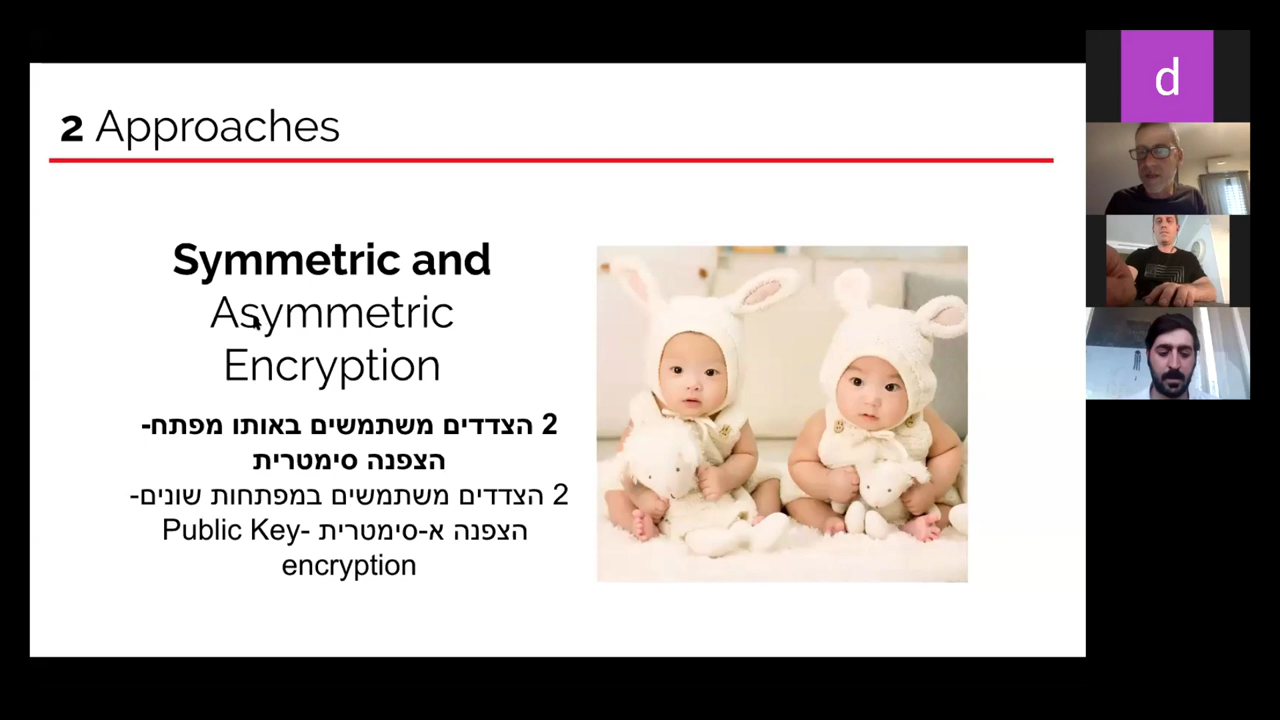 2 Approaches
Symmetric and
Asymmetric
Encryption
2 הצדדים משתמשים באותו מפתח-
הצפנה סימטרית
2 הצדדים משתמשים במפתחות שונים-
הצפנה א-סימטרית -Public Key
encryption
d